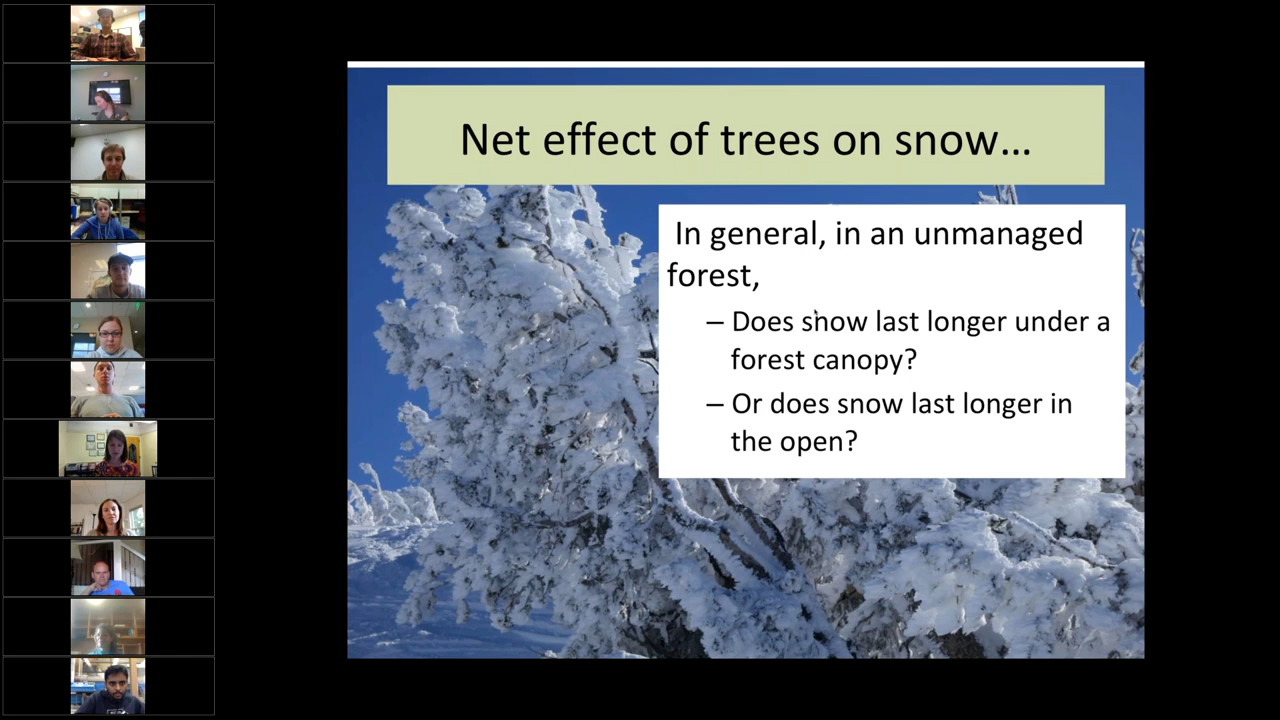 Net effect of trees on snow…
In general, in an unmanaged
forest,
– Does snow last longer under a
forest canopy?
– Or does snow last longer in
the open?